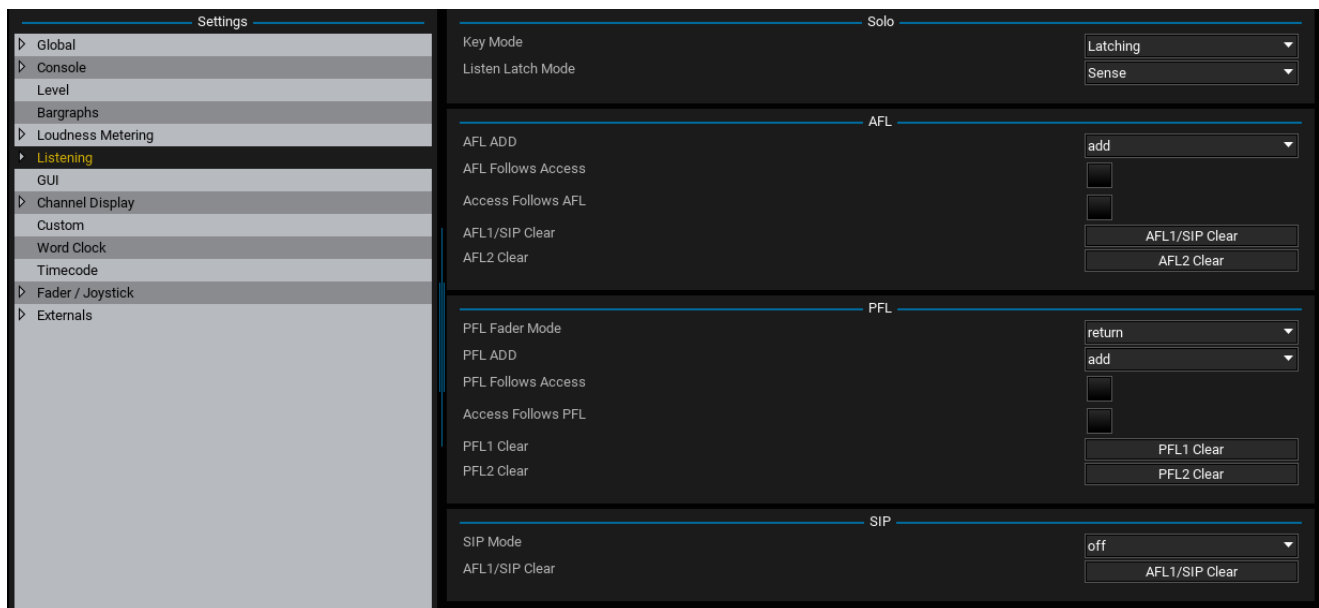 Settings
Global
Console
Level
Bargraphs
Loudness Metering
Listening
GUI
Channel Display
Custom
Word Clock
Timecode
Fader / Joystick
Externals
Solo
Key Mode Latching
Listen Latch Mode Sense
AFL
AFL ADD add
AFL Follows Access
Access Follows AFL
AFL1/SIP Clear AFL1/SIP Clear
AFL2 Clear AFL2 Clear
PFL
PFL Fader Mode return
PFL ADD add
PFL Follows Access
Access Follows PFL
PFL1 Clear PFL1 Clear
PFL2 Clear PFL2 Clear
SIP
SIP Mode off
AFL1/SIP Clear AFL1/SIP Clear